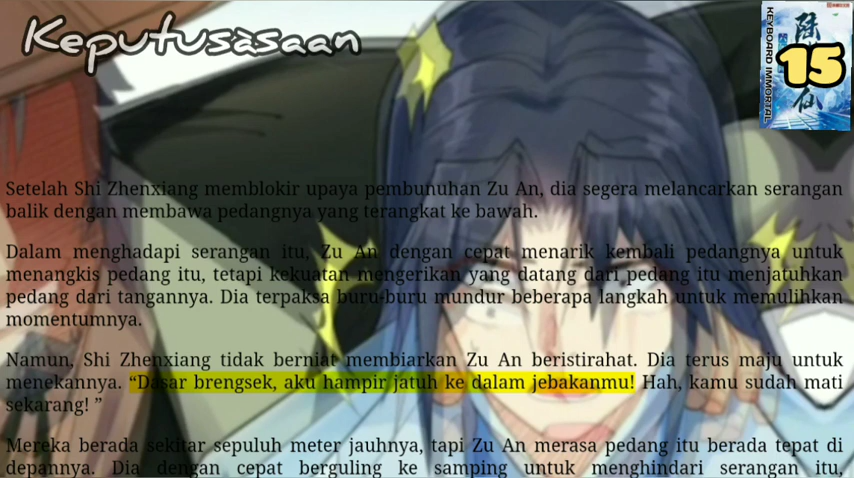 Keputusàsaan
陆
仙
KEYBOARD IMMORTAL
15
Setelah Shi Zhenxiang memblokir upaya pembunuhan Zu An, dia segera melancarkan serangan
balik dengan membawa pedangnya yang terangkat ke bawah.
Dalam menghadapi serangan itu, Zu An dengan cepat menarik kembali pedangnya untuk
menangkis pedang itu, tetapi kekuatan mengerikan yang datang dari pedang itu menjatuhkan
pedang dari tangannya. Dia terpaksa buru-buru mundur beberapa langkah untuk memulihkan
momentumnya.
Namun, Shi Zhenxiang tidak berniat membiarkan Zu An beristirahat. Dia terus maju untuk
menekannya. “Dasar brengsek, aku hampir jatuh ke dalam jebakanmu! Hah, kamu sudah mati
sekarang! ”
Mereka berada sekitar sepuluh meter jauhnya, tapi Zu An merasa pedang itu berada tepat di
depannya. Dia dengan cepat berguling ke samping untuk menghindari serangan itu,